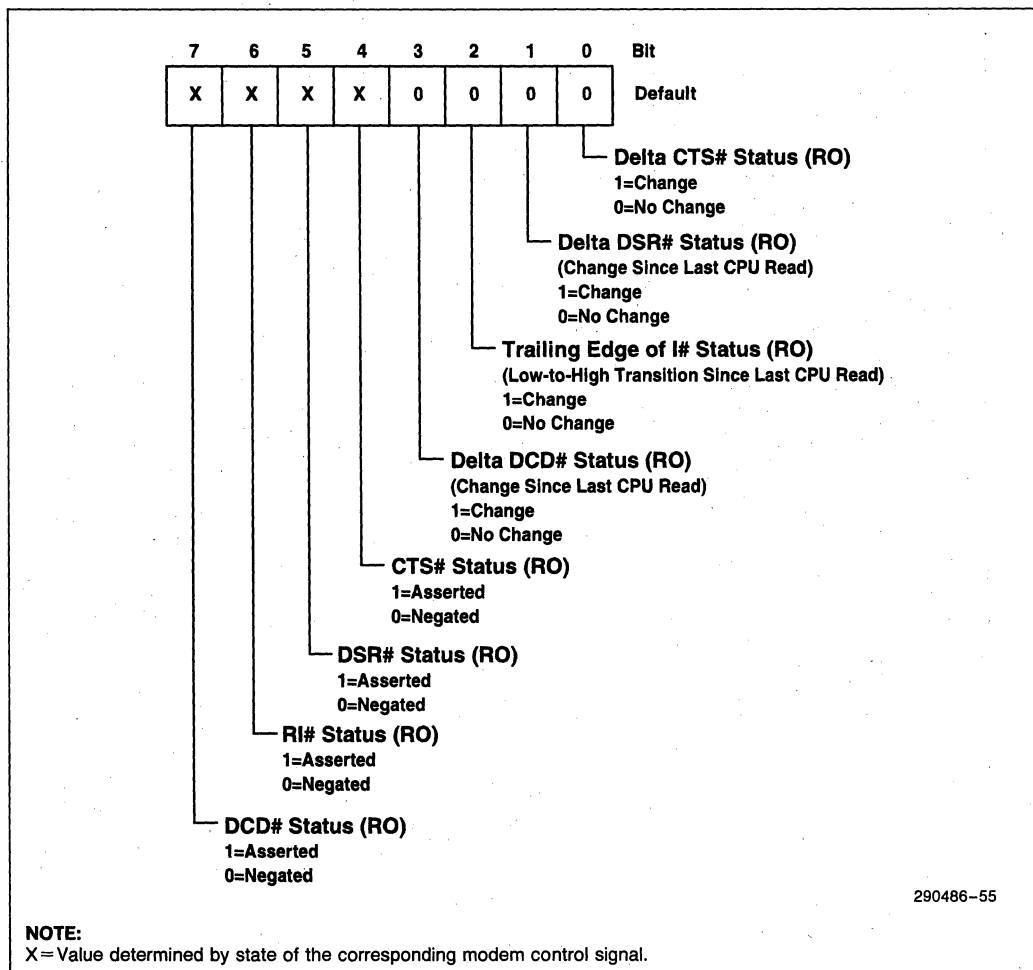 7 6 5 4 3 2 1 0 Bit
X X X X 0 0 0 0 Default
Delta CTS# Status (RO)
1=Change
0=No Change
Delta DSR# Status (RO)
(Change Since Last CPU Read)
1=Change
0=No Change
Trailing Edge of I# Status (RO)
(Low-to-High Transition Since Last CPU Read)
1=Change
0=No Change
Delta DCD# Status (RO)
(Change Since Last CPU Read)
1=Change
0=No Change
CTS# Status (RO)
1=Asserted
0=Negated
DSR# Status (RO)
1=Asserted
0=Negated
RI# Status (RO)
1=Asserted
0=Negated
DCD# Status (RO)
1=Asserted
0=Negated
290486-55
NOTE:
X=Value determined by state of the corresponding modem control signal.